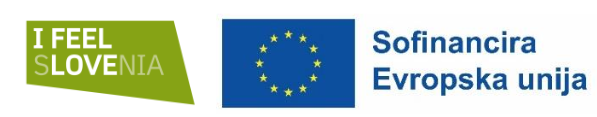 I FEEL
SLOVENIA
Sofinancira
Evropska unija